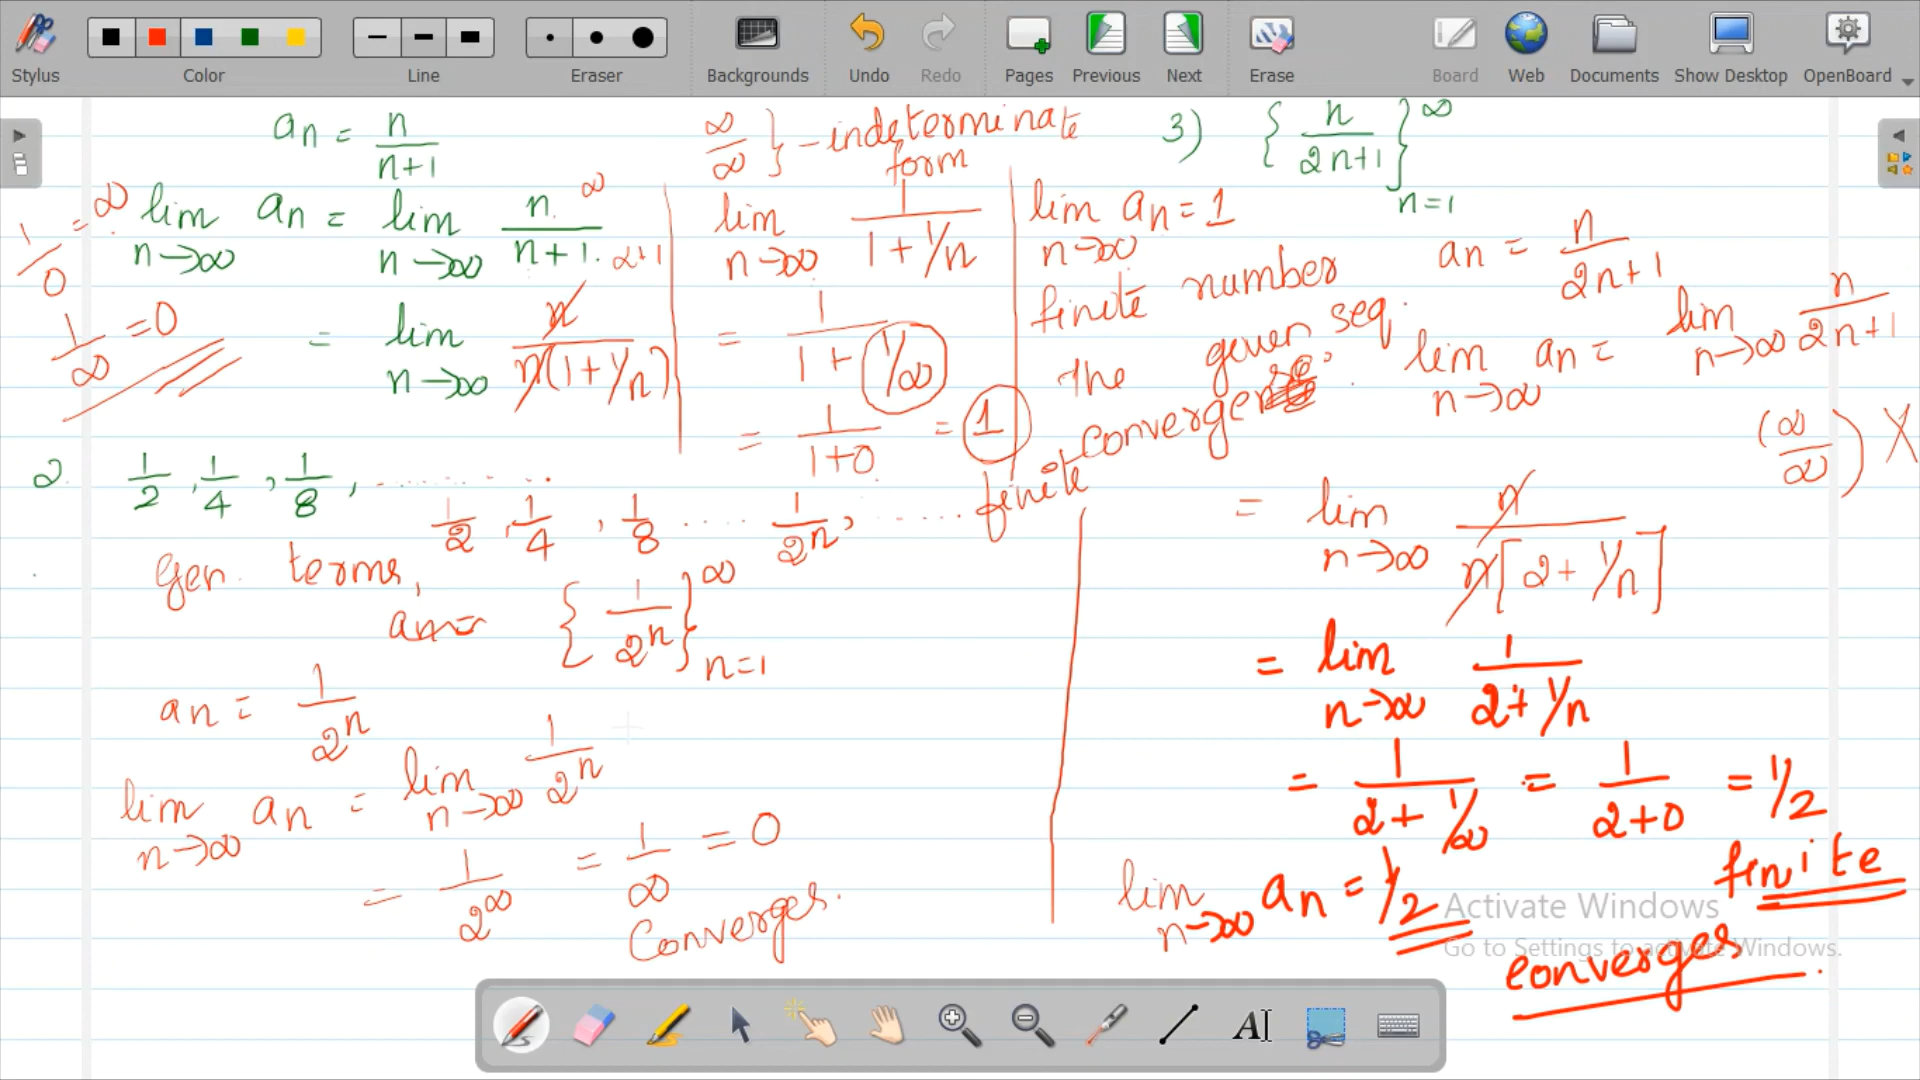 Stylus Color Line Eraser Backgrounds Undo Redo Pages Previous Next Erase Board Web Documents Show Desktop OpenBoard
an = n/(n+1)
1/0 = ∞
1/∞ = 0
lim n→∞ an = lim n→∞ n/(n+1) ∞
= lim n→∞ n/(n(1+1/n))
∞/∞ } - indeterminate form
lim n→∞ 1/(1+1/n)
= 1/(1+1/∞)
= 1/(1+0) = 1
finite
lim n→∞ an = 1
finite number
The given seq.
converges
2. 1/2, 1/4, 1/8, ..........
gen. terms, 1/2, 1/4, 1/8 .... 1/2^n, .....
an= {1/2^n}^∞ n=1
an = 1/2^n
lim n→∞ an = lim n→∞ 1/2^n
= 1/2^∞ = 1/∞ = 0
Converges.
3) {n/(2n+1)}^∞ n=1
an = n/(2n+1)
lim n→∞ an = lim n→∞ n/(2n+1)
(∞/∞) X
= lim n→∞ n/(n[2+1/n])
= lim n→∞ 1/(2+1/n)
= 1/(2+1/∞) = 1/(2+0) = 1/2
finite
lim n→∞ an = 1/2
converges
Activate Windows
Go to Settings to activate Windows.